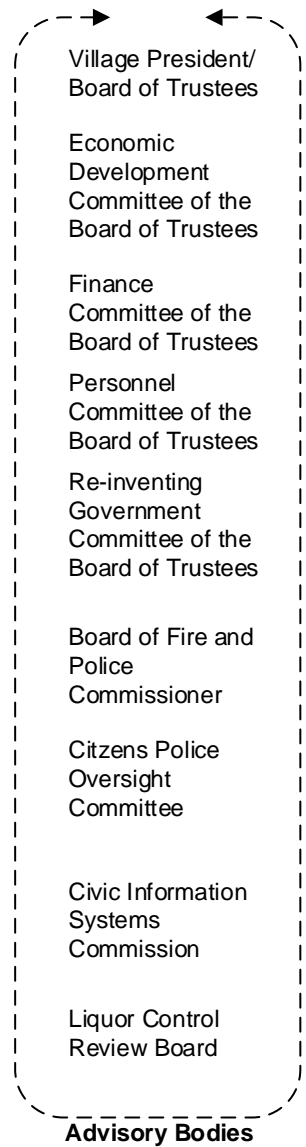 Village President/
Board of Trustees
Economic
Development
Committee of the
Board of Trustees
Finance
Committee of the
Board of Trustees
Personnel
Committee of the
Board of Trustees
Re-inventing
Government
Committee of the
Board of Trustees
Board of Fire and
Police
Commissioner
Citzens Police
Oversight
Committee
Civic Information
Systems
Commission
Liquor Control
Review Board
Advisory Bodies